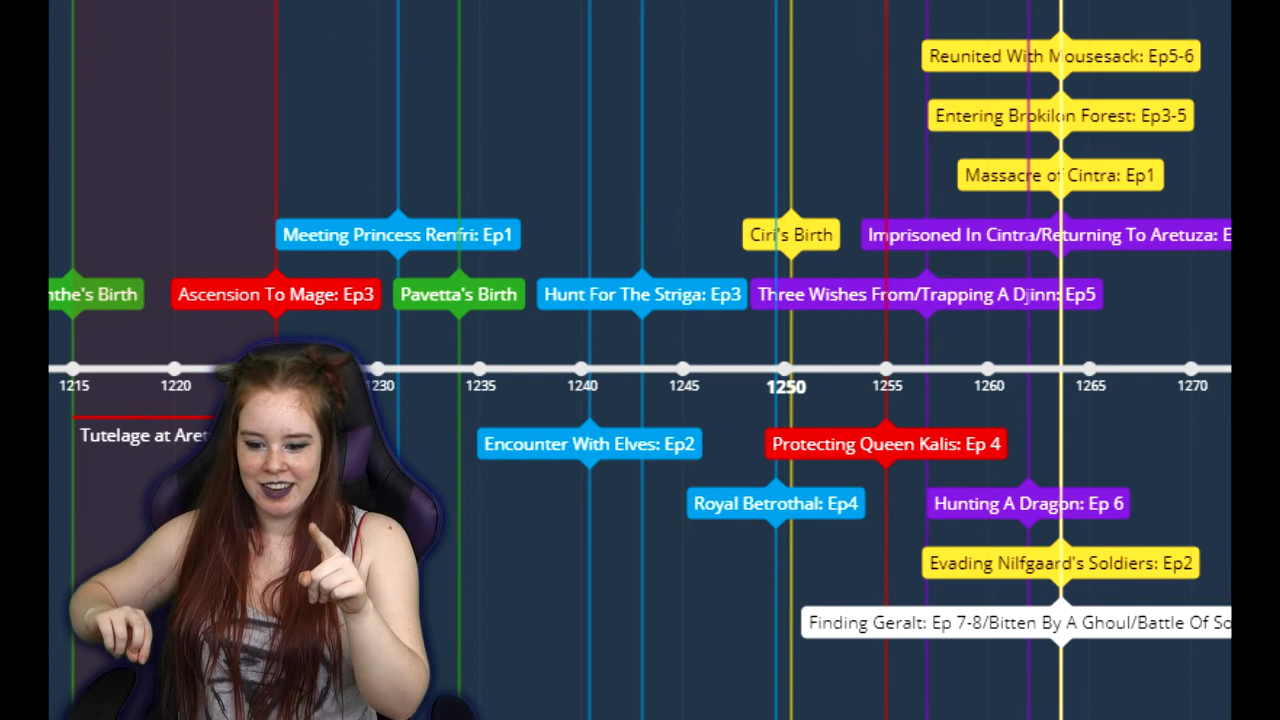 Reunited With Mousesack: Ep5-6
Entering Brokilon Forest: Ep3-5
Massacre of Cintra: Ep1
Meeting Princess Renfri: Ep1
Ciri's Birth
Imprisoned In Cintra/Returning To Aretuza: E
nthe's Birth
Ascension To Mage: Ep3
Pavetta's Birth
Hunt For The Striga: Ep3
Three Wishes From/Trapping A Djinn: Ep5
1215 1220 230 1235 1240 1245 1250 1255 1260 1265 1270
Tutelage at Aret
Encounter With Elves: Ep2
Protecting Queen Kalis: Ep 4
Royal Betrothal: Ep4
Hunting A Dragon: Ep 6
Evading Nilfgaard's Soldiers: Ep2
Finding Geralt: Ep 7-8/Bitten By A Ghoul/Battle Of So